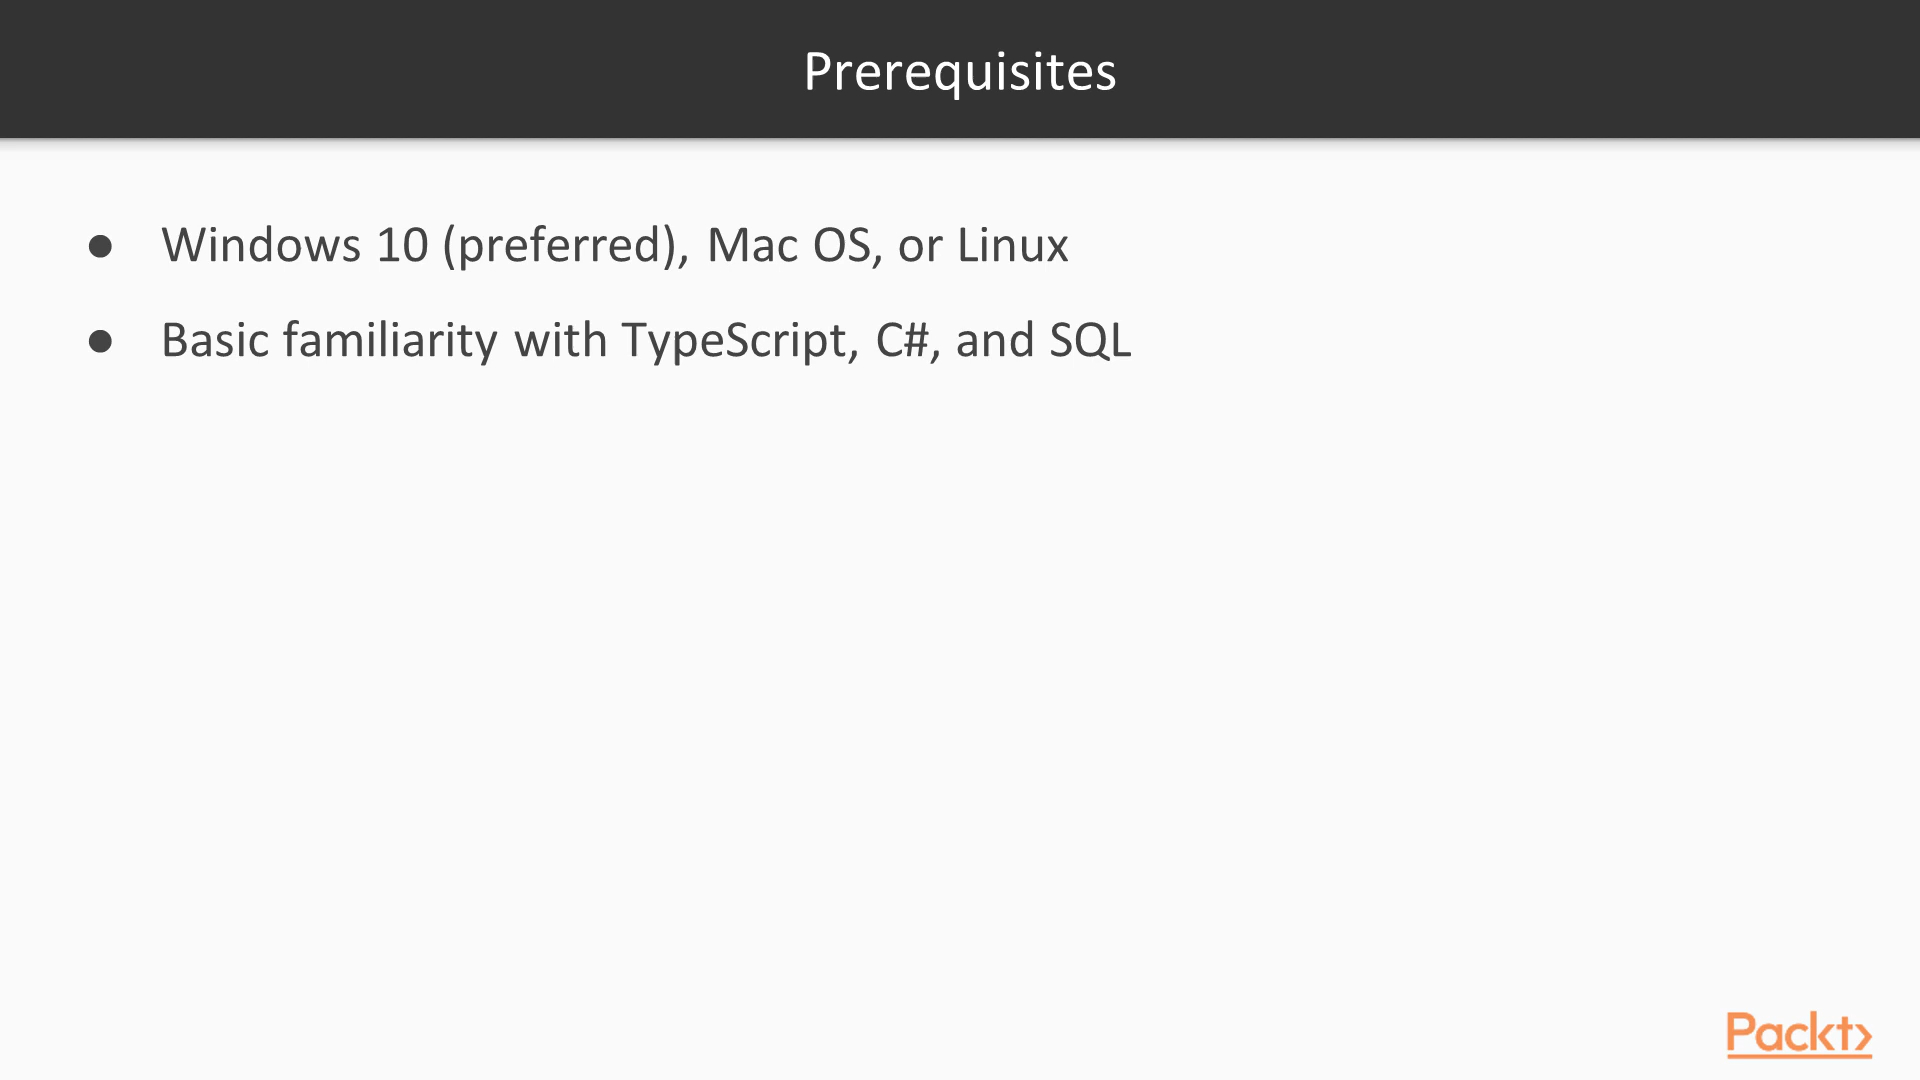 Prerequisites
● Windows 10 (preferred), Mac OS, or Linux
● Basic familiarity with TypeScript, C#, and SQL
Packt>